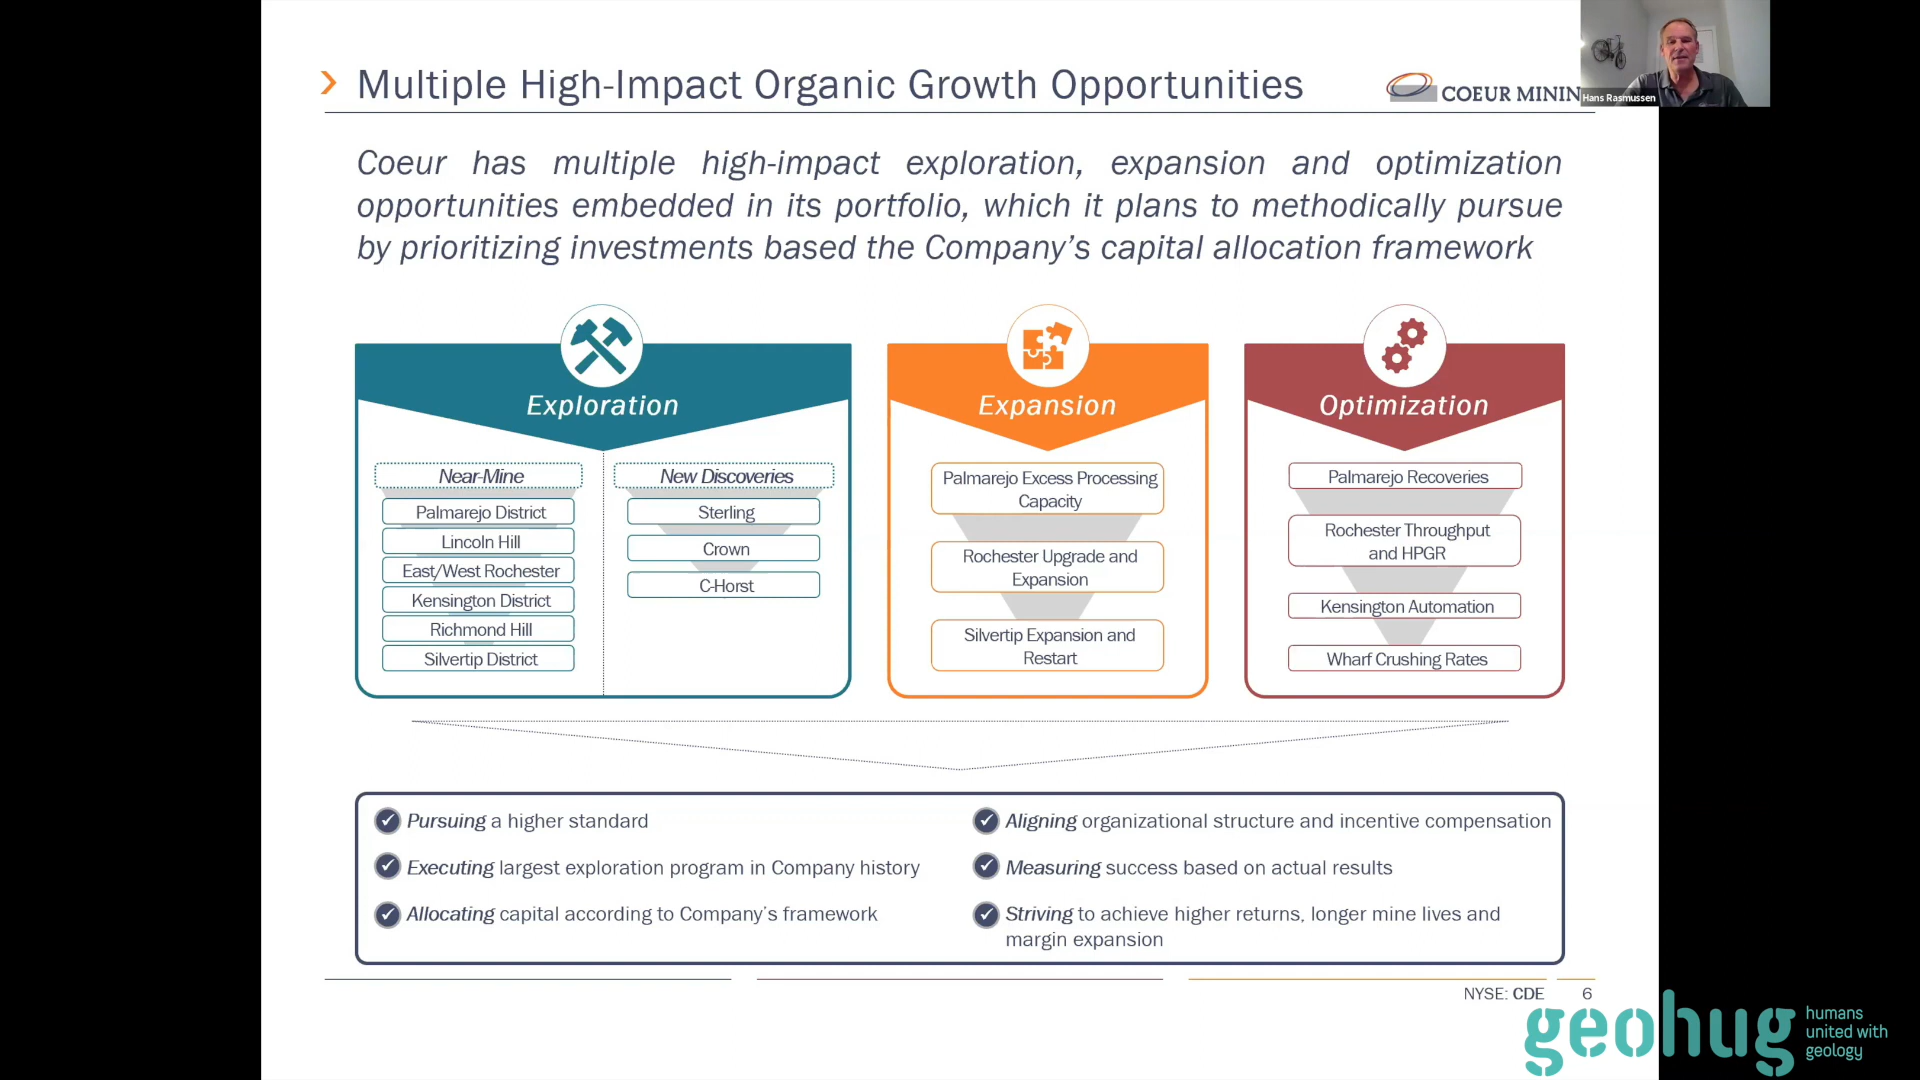 Multiple High-Impact Organic Growth Opportunities
COEUR MININ
Hans Rasmussen
Coeur has multiple high-impact exploration, expansion and optimization
opportunities embedded in its portfolio, which it plans to methodically pursue
by prioritizing investments based the Company's capital allocation framework
Exploration
Near-Mine
Palmarejo District
Lincoln Hill
East/West Rochester
Kensington District
Richmond Hill
Silvertip District
New Discoveries
Sterling
Crown
C-Horst
Expansion
Palmarejo Excess Processing
Capacity
Rochester Upgrade and
Expansion
Silvertip Expansion and
Restart
Optimization
Palmarejo Recoveries
Rochester Throughput
and HPGR
Kensington Automation
Wharf Crushing Rates
Pursuing a higher standard
Executing largest exploration program in Company history
Allocating capital according to Company's framework
Aligning organizational structure and incentive compensation
Measuring success based on actual results
Striving to achieve higher returns, longer mine lives and
margin expansion
NYSE: CDE
6
geohug
humans
united with
geology